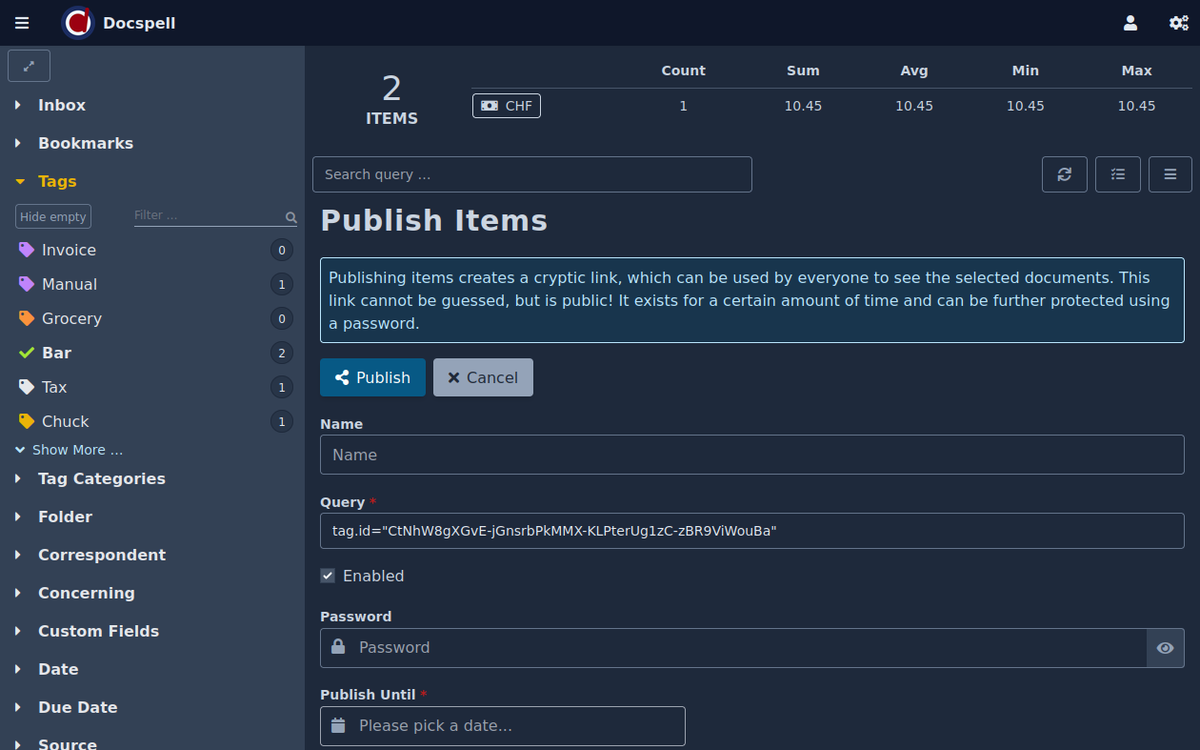 Docspell
Inbox
Bookmarks
Tags
Hide empty
Filter ...
Invoice 0
Manual 1
Grocery 0
Bar 2
Tax 1
Chuck 1
Show More ...
Tag Categories
Folder
Correspondent
Concerning
Custom Fields
Date
Due Date
Source
2
ITEMS
Count Sum Avg Min Max
CHF 1 10.45 10.45 10.45 10.45
Search query ...
Publish Items
Publishing items creates a cryptic link, which can be used by everyone to see the selected documents. This
link cannot be guessed, but is public! It exists for a certain amount of time and can be further protected using
a password.
Publish Cancel
Name
Name
Query *
tag.id="CtNhW8gXGvE-jGnsrbPkMMX-KLPterUg1zC-zBR9ViWouBa"
Enabled
Password
Password
Publish Until *
Please pick a date...